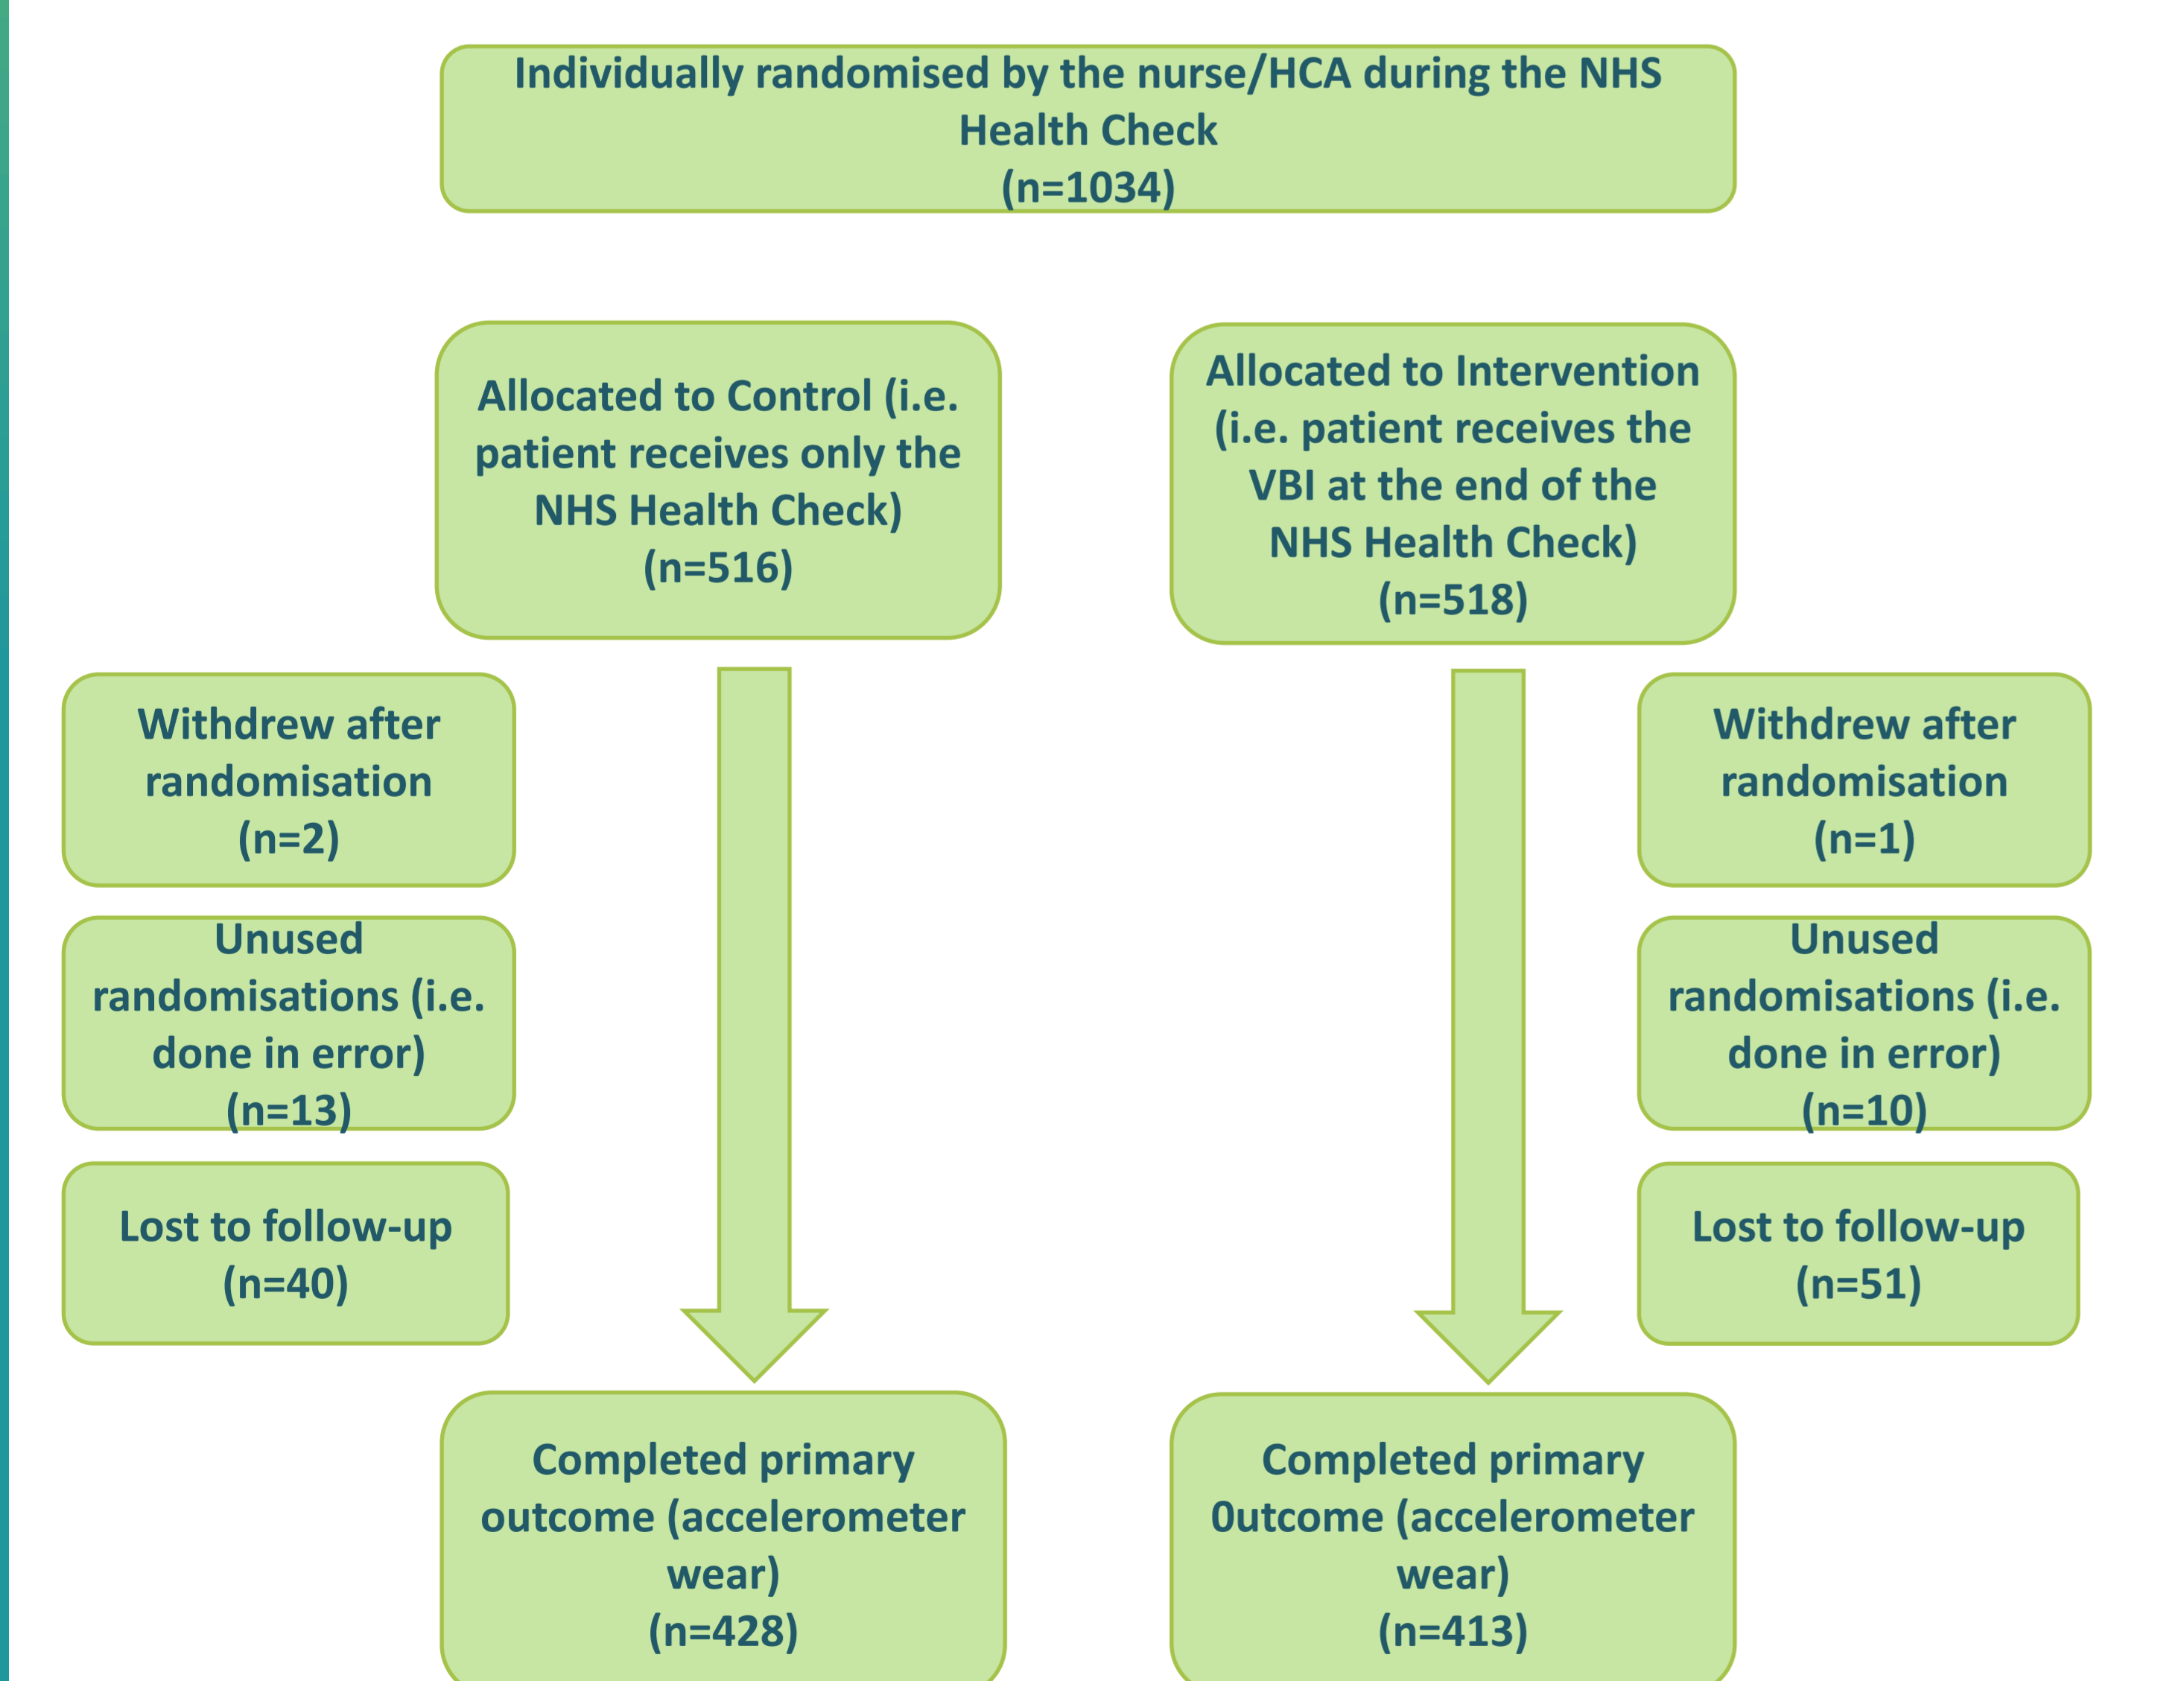 Individually randomised by the nurse/HCA during the NHS
Health Check
(n=1034)
Allocated to Control (i.e.
patient receives only the
NHS Health Check)
(n=516)
Allocated to Intervention
(i.e. patient receives the
VBI at the end of the
NHS Health Check)
(n=518)
Withdrew after
randomisation
(n=2)
Withdrew after
randomisation
(n=1)
Unused
randomisations (i.e.
done in error)
(n=13)
Unused
randomisations (i.e.
done in error)
(n=10)
Lost to follow-up
(n=40)
Lost to follow-up
(n=51)
Completed primary
outcome (accelerometer
wear)
(n=428)
Completed primary
0utcome (accelerometer
wear)
(n=413)